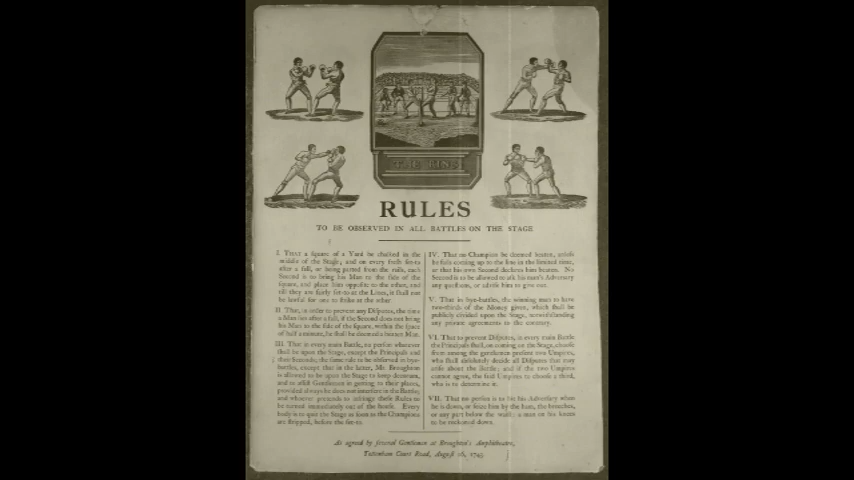 THE RING
RULES
TO BE OBSERVED IN ALL BATTLES ON THE STAGE
I. THAT a square of a Yard be chalked in the
middle of the Stage; and on every fresh set-to
after a fall, or being parted from the rails, each
Second is to bring his Man to the side of the
square, and place him opposite to the other, and
till they are fairly set-to at the Lines, it shall not
be lawful for one to strike at the other.
II. That, in order to prevent any Disputes, the time
a Man lies after a fall, if the Second does not bring
his Man to the side of the square, within the space
of half a minute, he shall be deemed a beaten Man.
III. That in every main Battle, no person whatever
shall be upon the Stage, except the Principals and
their Seconds; the same rule to be observed in bye-
battles, except that in the latter, Mr. Broughton
is allowed to be upon the Stage to keep decorum,
and to assist Gentlemen in getting to their places,
provided always he does not interfere in the Battle;
and whoever pretends to infringe these Rules to
be turned immediately out of the house. Every
body is to quit the Stage as soon as the Champions
are stripped, before the set-to.
IV. That no Champion be deemed beaten, unless
he fails coming up to the line in the limited time,
or that his own Second declares him beaten. No
Second is to be allowed to ask his man's Adversary
any questions, or advise him to give out.
V. That in bye-battles, the winning man to have
two-thirds of the Money given, which shall be
publicly divided upon the Stage, notwithstanding
any private agreements to the contrary.
VI. That to prevent Disputes, in every main Battle
the Principals shall, on coming on the Stage, choose
from among the gentlemen present two Umpires,
who shall absolutely decide all Disputes that may
arise about the Battle; and if the two Umpires
cannot agree, the said Umpires to choose a third,
who is to determine it.
VII. That no person is to hit his Adversary when
he is down, or seize him by the ham, the breeches,
or any part below the waist: a man on his knees
to be reckoned down.
As agreed by several Gentlemen at Broughton's Amphitheatre,
Tottenham Court Road, August 16, 1743